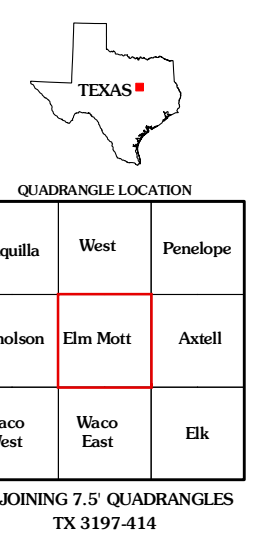 TEXAS
QUADRANGLE LOCATION
quilla West Penelope
holson Elm Mott Axtell
aco Waco
est East Elk
JOINING 7.5' QUADRANGLES
TX 3197-414